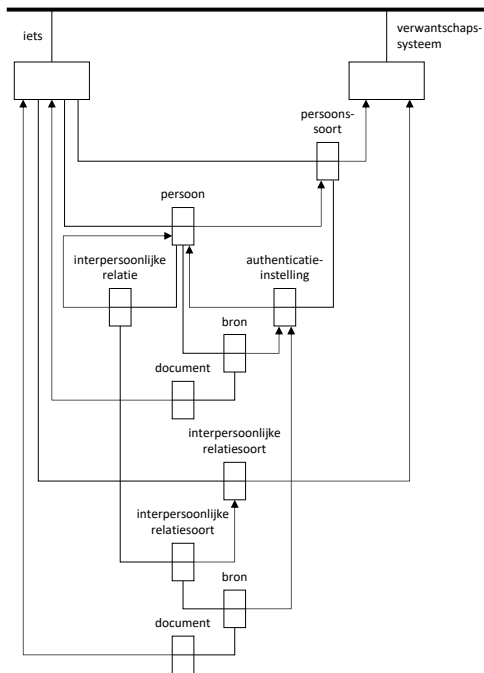 iets
verwantschaps-
systeem
persoons-
soort
persoon
interpersoonlijke
relatie
authenticatie-
instelling
bron
document
interpersoonlijke
relatiesoort
interpersoonlijke
relatiesoort
bron
document